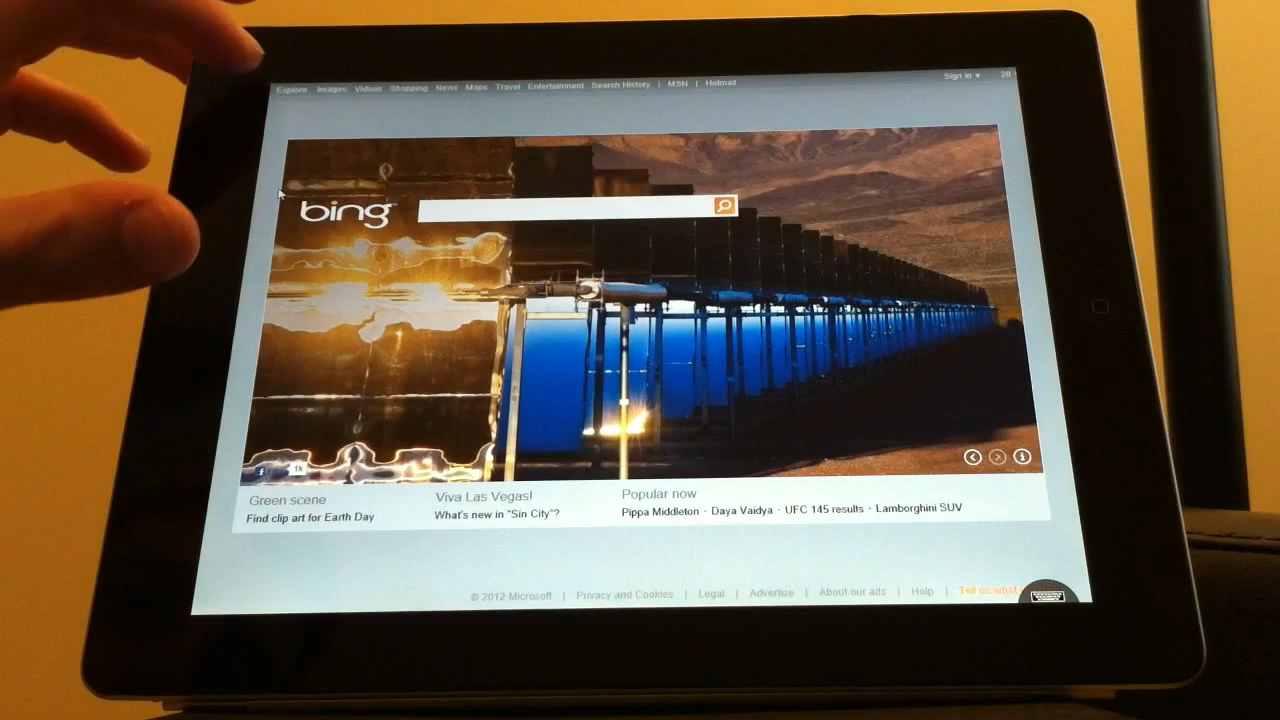 Explore Images Videos Shopping News Maps Travel Entertainment Search History | MSN | Hotmail
Sign in 20
bing
1k
Green scene
Find clip art for Earth Day
Viva Las Vegas!
What's new in "Sin City"?
Popular now
Pippa Middleton · Daya Vaidya · UFC 145 results · Lamborghini SUV
© 2012 Microsoft | Privacy and Cookies | Legal | Advertise | About our ads | Help | Tell us what